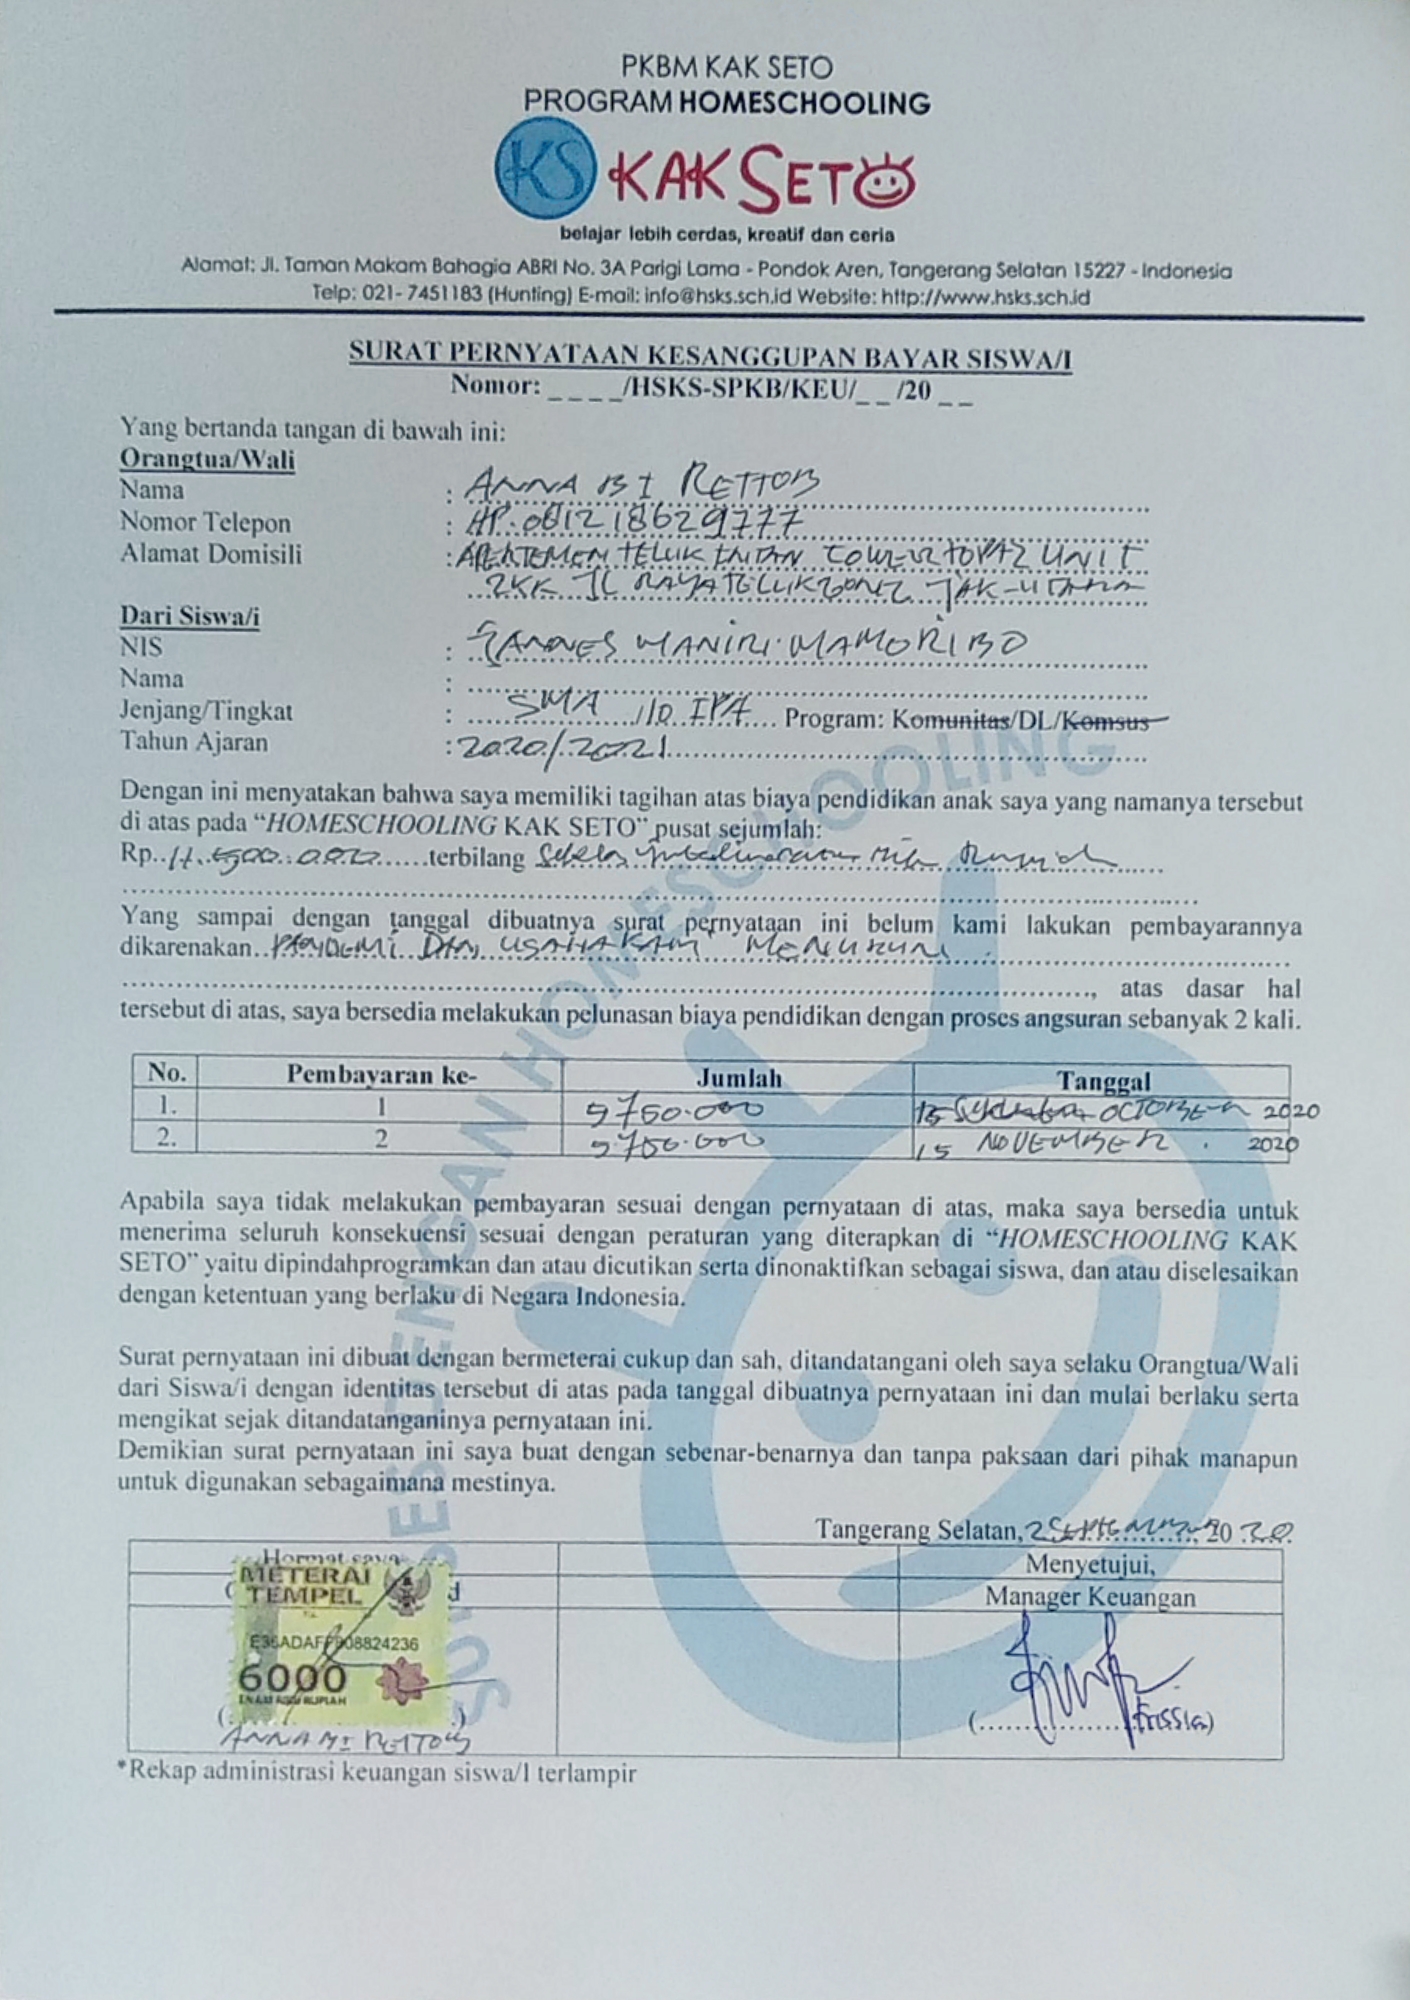 PKBM KAK SETO
PROGRAM HOMESCHOOLING
KS KAK SETO
belajar lebih cerdas, kreatif dan ceria
Alamat: Jl. Taman Makam Bahagia ABRI No. 3A Parigi Lama - Pondok Aren, Tangerang Selatan 15227 - Indonesia
Telp: 021- 7451183 (Hunting) E-mail: info@hsks.sch.id Website: http://www.hsks.sch.id
SURAT PERNYATAAN KESANGGUPAN BAYAR SISWA/I
Nomor: _ _ _ _/HSKS-SPKB/KEU/_ _ /20 _ _
Yang bertanda tangan di bawah ini:
Orangtua/Wali
Nama : ANNA BI RETTOB
Nomor Telepon : HP. 081218629777
Alamat Domisili : APARTEMEN TELUK INTAN TOWER TOPAZ UNIT
2KK JL RAYA TELUK GONG JAK-UTARA
Dari Siswa/i
NIS : MANIRI MAMORIBO
Nama :
Jenjang/Tingkat : SMA /10 IPA Program: Komunitas/DL/Komsus
Tahun Ajaran : 2020/2021
Dengan ini menyatakan bahwa saya memiliki tagihan atas biaya pendidikan anak saya yang namanya tersebut
di atas pada “HOMESCHOOLING KAK SETO” pusat sejumlah:
Rp. 11.500.000 terbilang Rupiah
Yang sampai dengan tanggal dibuatnya surat pernyataan ini belum kami lakukan pembayarannya
dikarenakan PANDEMI DAN USAHA KAMI MENURUN
, atas dasar hal
tersebut di atas, saya bersedia melakukan pelunasan biaya pendidikan dengan proses angsuran sebanyak 2 kali.
No. Pembayaran ke- Jumlah Tanggal
1. 1 5750.000 15 OCTOBER 2020
2. 2 5.750.000 15 NOVEMBER 2020
Apabila saya tidak melakukan pembayaran sesuai dengan pernyataan di atas, maka saya bersedia untuk
menerima seluruh konsekuensi sesuai dengan peraturan yang diterapkan di “HOMESCHOOLING KAK
SETO” yaitu dipindahprogramkan dan atau dicutikan serta dinonaktifkan sebagai siswa, dan atau diselesaikan
dengan ketentuan yang berlaku di Negara Indonesia.
Surat pernyataan ini dibuat dengan bermeterai cukup dan sah, ditandatangani oleh saya selaku Orangtua/Wali
dari Siswa/i dengan identitas tersebut di atas pada tanggal dibuatnya pernyataan ini dan mulai berlaku serta
mengikat sejak ditandatanganinya pernyataan ini.
Demikian surat pernyataan ini saya buat dengan sebenar-benarnya dan tanpa paksaan dari pihak manapun
untuk digunakan sebagaimana mestinya.
Tangerang Selatan, 2 SEPTEMBER 2020
Hormat saya Menyetujui,
Manager Keuangan
METERAI
TEMPEL
6000
ENAM RIBU RUPIAH
ANNA BI RETTOB
(Frissia)
*Rekap administrasi keuangan siswa/I terlampir
SUKSES DENGAN HOMESCHOOLING